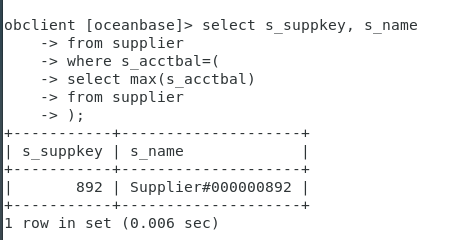 obclient [oceanbase]> select s_suppkey, s_name
    -> from supplier
    -> where s_acctbal=(
    -> select max(s_acctbal)
    -> from supplier
    -> );
+-----------+--------------------+
| s_suppkey | s_name             |
+-----------+--------------------+
|       892 | Supplier#000000892 |
+-----------+--------------------+
1 row in set (0.006 sec)